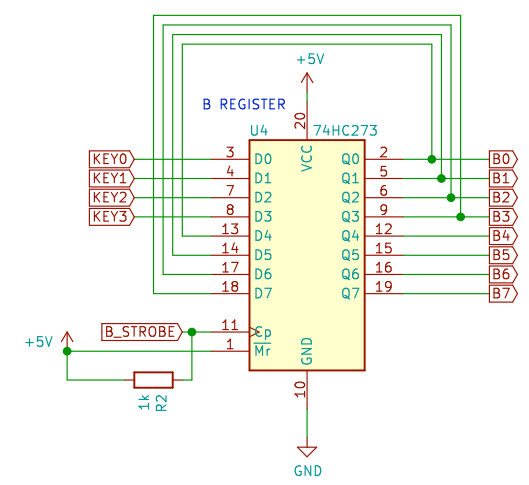 +5V
B REGISTER
20
U4 74HC273
VCC
KEY0 3 D0 Q0 2 B0
KEY1 4 D1 Q1 5 B1
KEY2 7 D2 Q2 6 B2
KEY3 8 D3 Q3 9 B3
13 D4 Q4 12 B4
14 D5 Q5 15 B5
17 D6 Q6 16 B6
18 D7 Q7 19 B7
B_STROBE 11 Cp
+5V 1 Mr
GND
10
1k
R2
GND